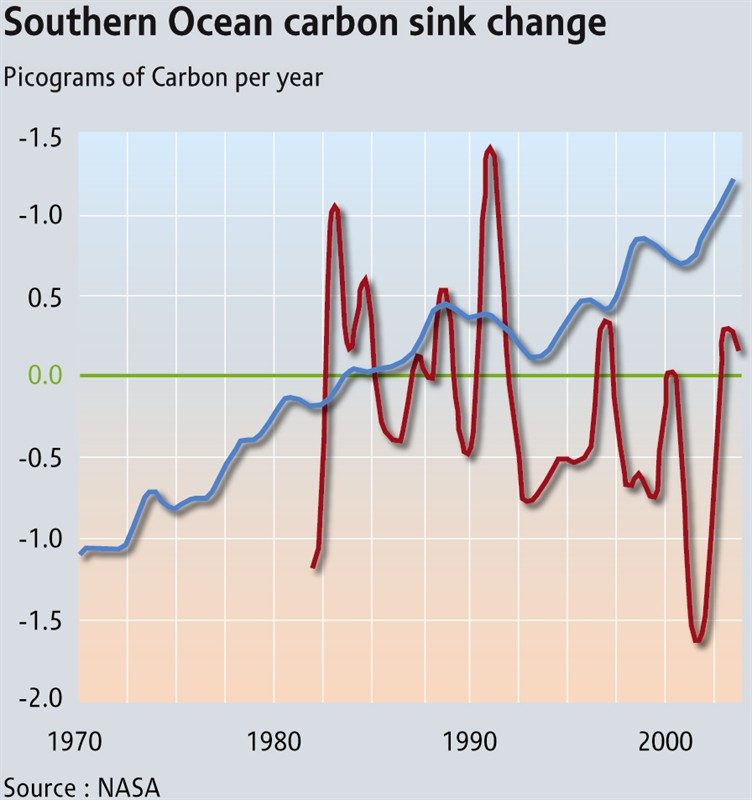 Southern Ocean carbon sink change
Picograms of Carbon per year
-1.5
-1.0
0.5
0.0
-0.5
-1.0
-1.5
-2.0
1970 1980 1990 2000
Source : NASA